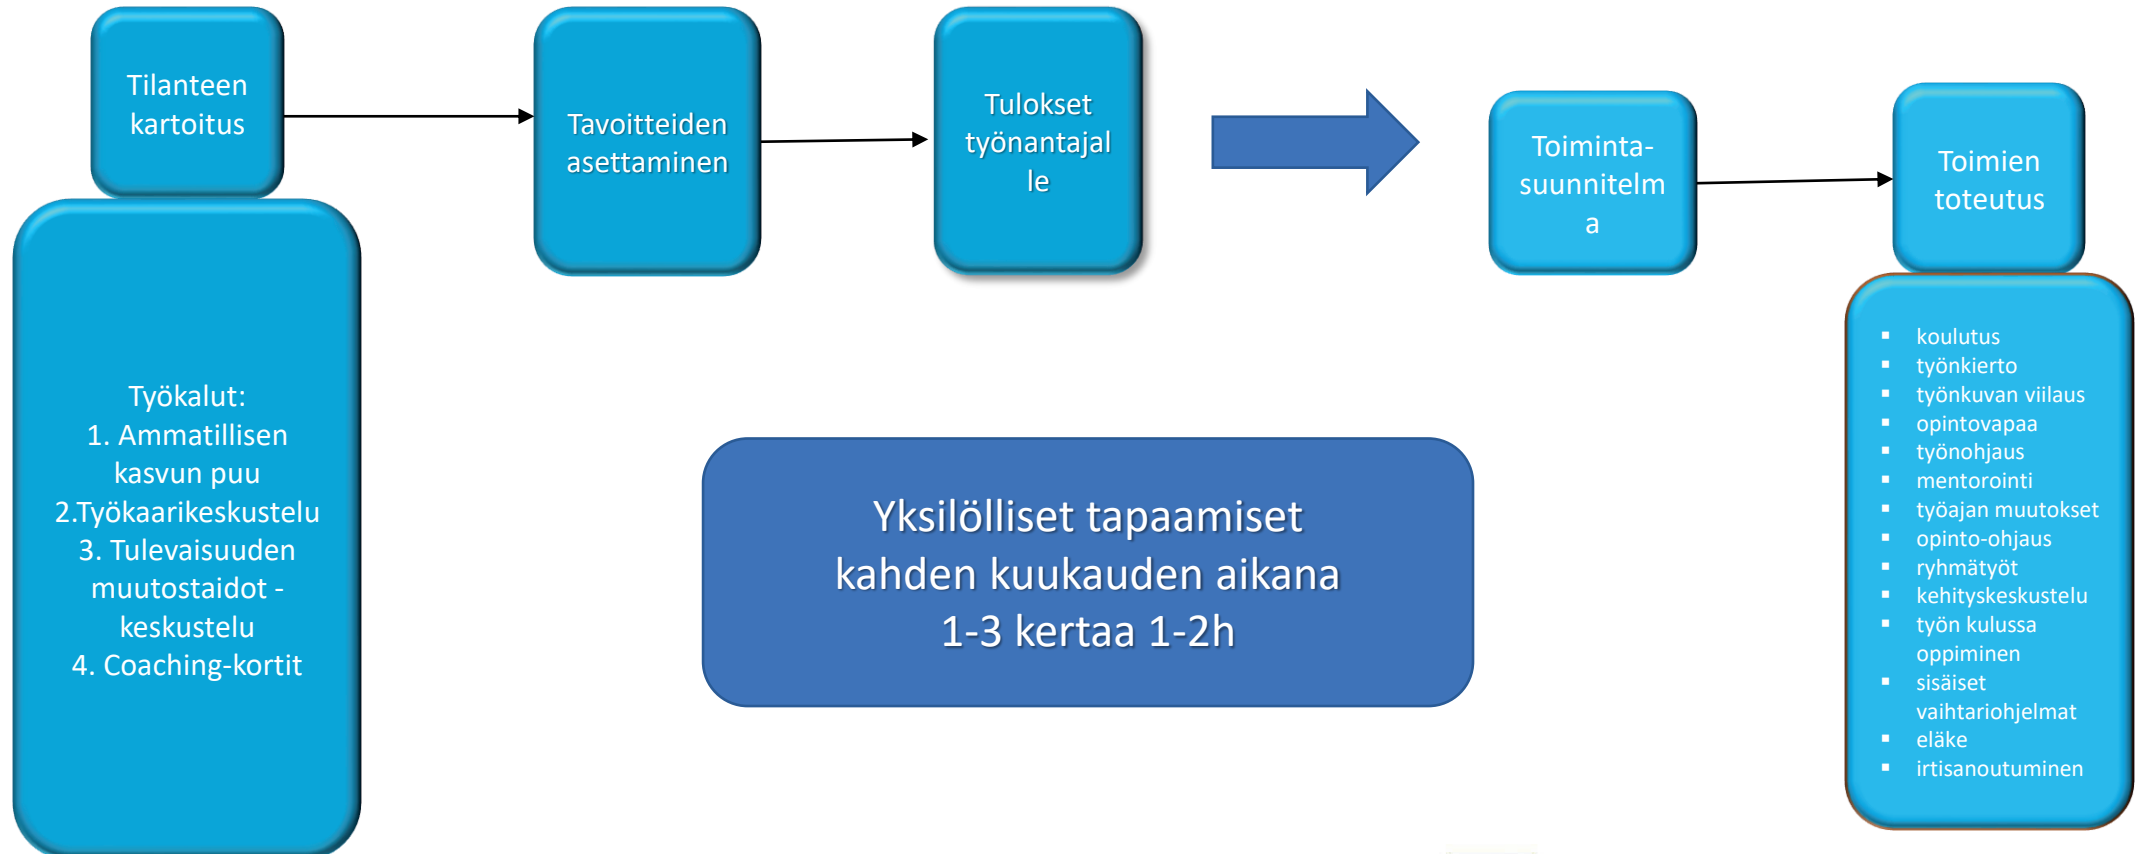 Tilanteen
kartoitus
Tavoitteiden
asettaminen
Tulokset
työnantajal
le
Toiminta-
suunnitelm
a
Toimien
toteutus
Työkalut:
1. Ammatillisen
kasvun puu
2.Työkaarikeskustelu
3. Tulevaisuuden
muutostaidot -
keskustelu
4. Coaching-kortit
Yksilölliset tapaamiset
kahden kuukauden aikana
1-3 kertaa 1-2h
▪ koulutus
▪ työnkierto
▪ työnkuvan viilaus
▪ opintovapaa
▪ työnohjaus
▪ mentorointi
▪ työajan muutokset
▪ opinto-ohjaus
▪ ryhmätyöt
▪ kehityskeskustelu
▪ työn kulussa
oppiminen
▪ sisäiset
vaihtariohjelmat
▪ eläke
▪ irtisanoutuminen